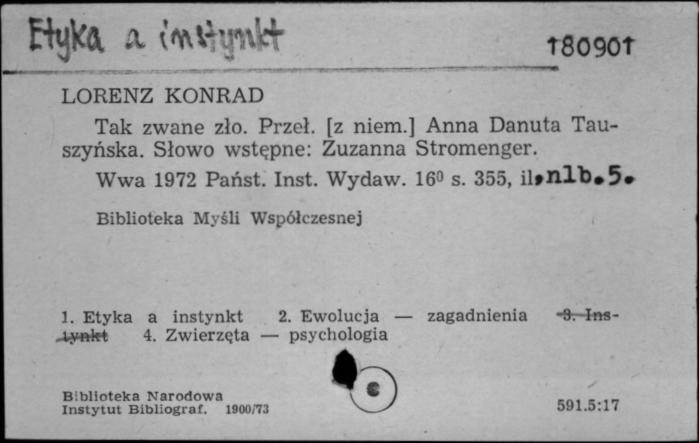 Etyka a instynkt
↑80901
LORENZ KONRAD
Tak zwane zło. Przeł. [z niem.] Anna Danuta Tau-
szyńska. Słowo wstępne: Zuzanna Stromenger.
Wwa 1972 Państ. Inst. Wydaw. 16⁰ s. 355, il,nlb.5.
Biblioteka Myśli Współczesnej
1. Etyka a instynkt 2. Ewolucja — zagadnienia 3. Ins-
tynkt 4. Zwierzęta — psychologia
Biblioteka Narodowa
Instytut Bibliograf. 1900/73
C
591.5:17